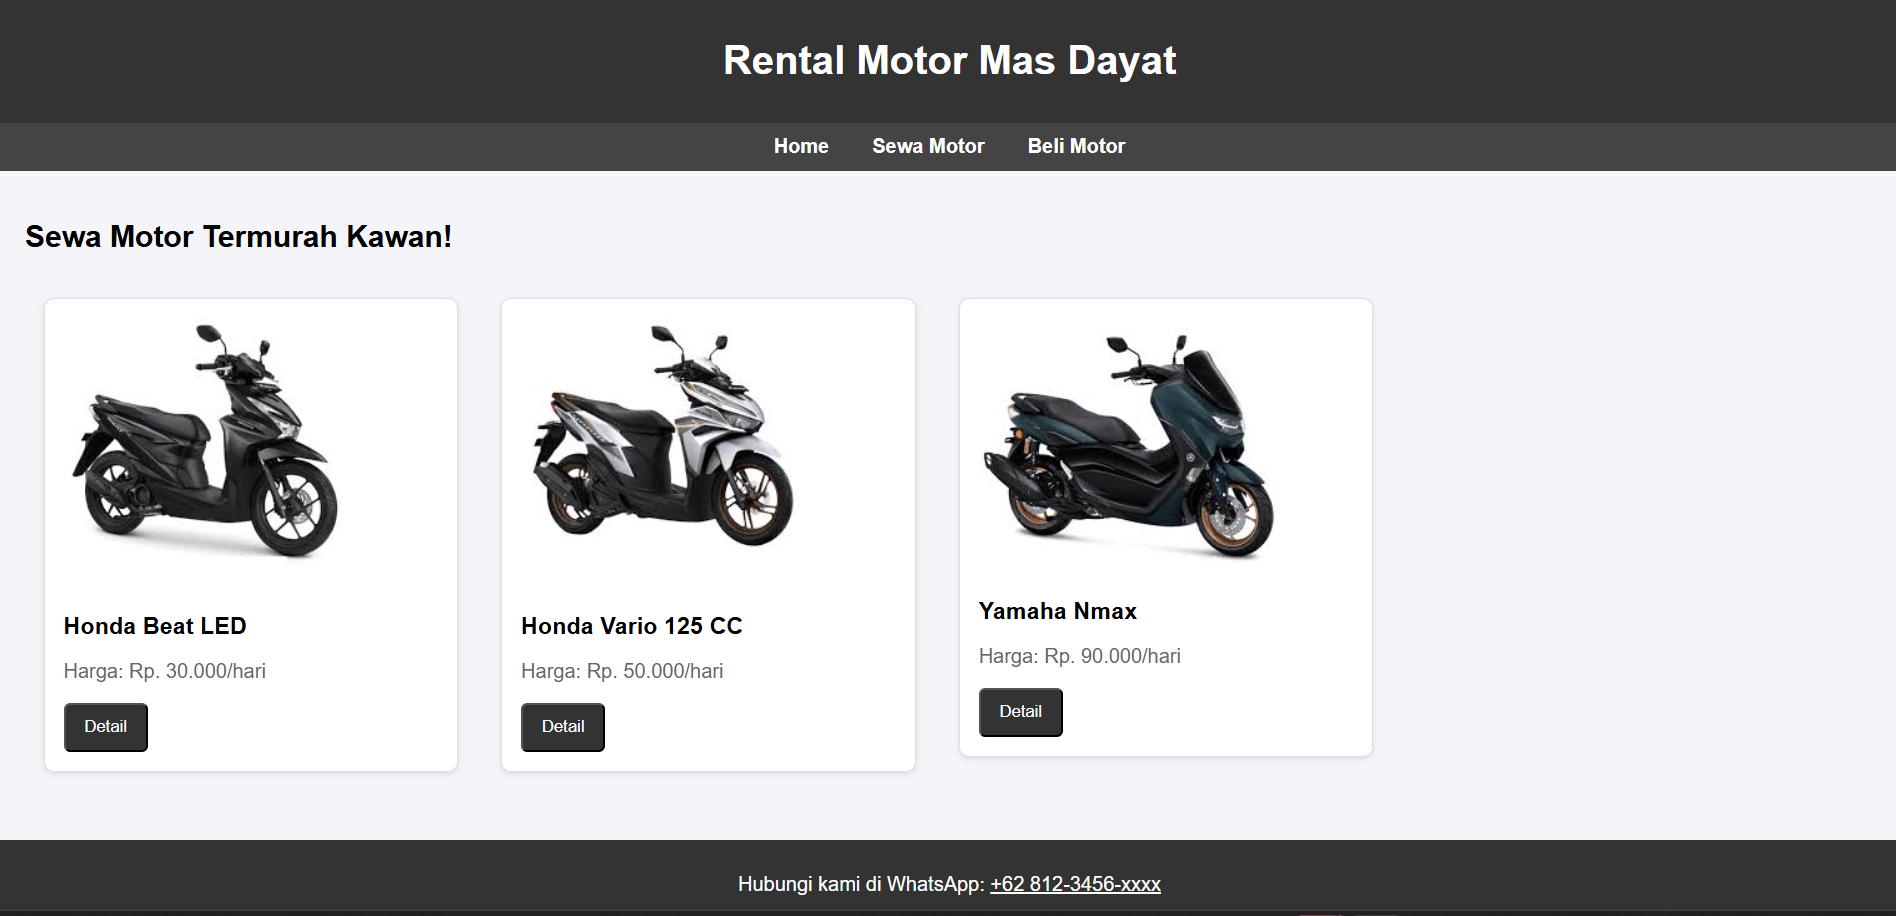 Rental Motor Mas Dayat
Home Sewa Motor Beli Motor
Sewa Motor Termurah Kawan!
Honda Beat LED
Harga: Rp. 30.000/hari
Detail
Honda Vario 125 CC
Harga: Rp. 50.000/hari
Detail
Yamaha Nmax
Harga: Rp. 90.000/hari
Detail
Hubungi kami di WhatsApp: +62 812-3456-xxxx